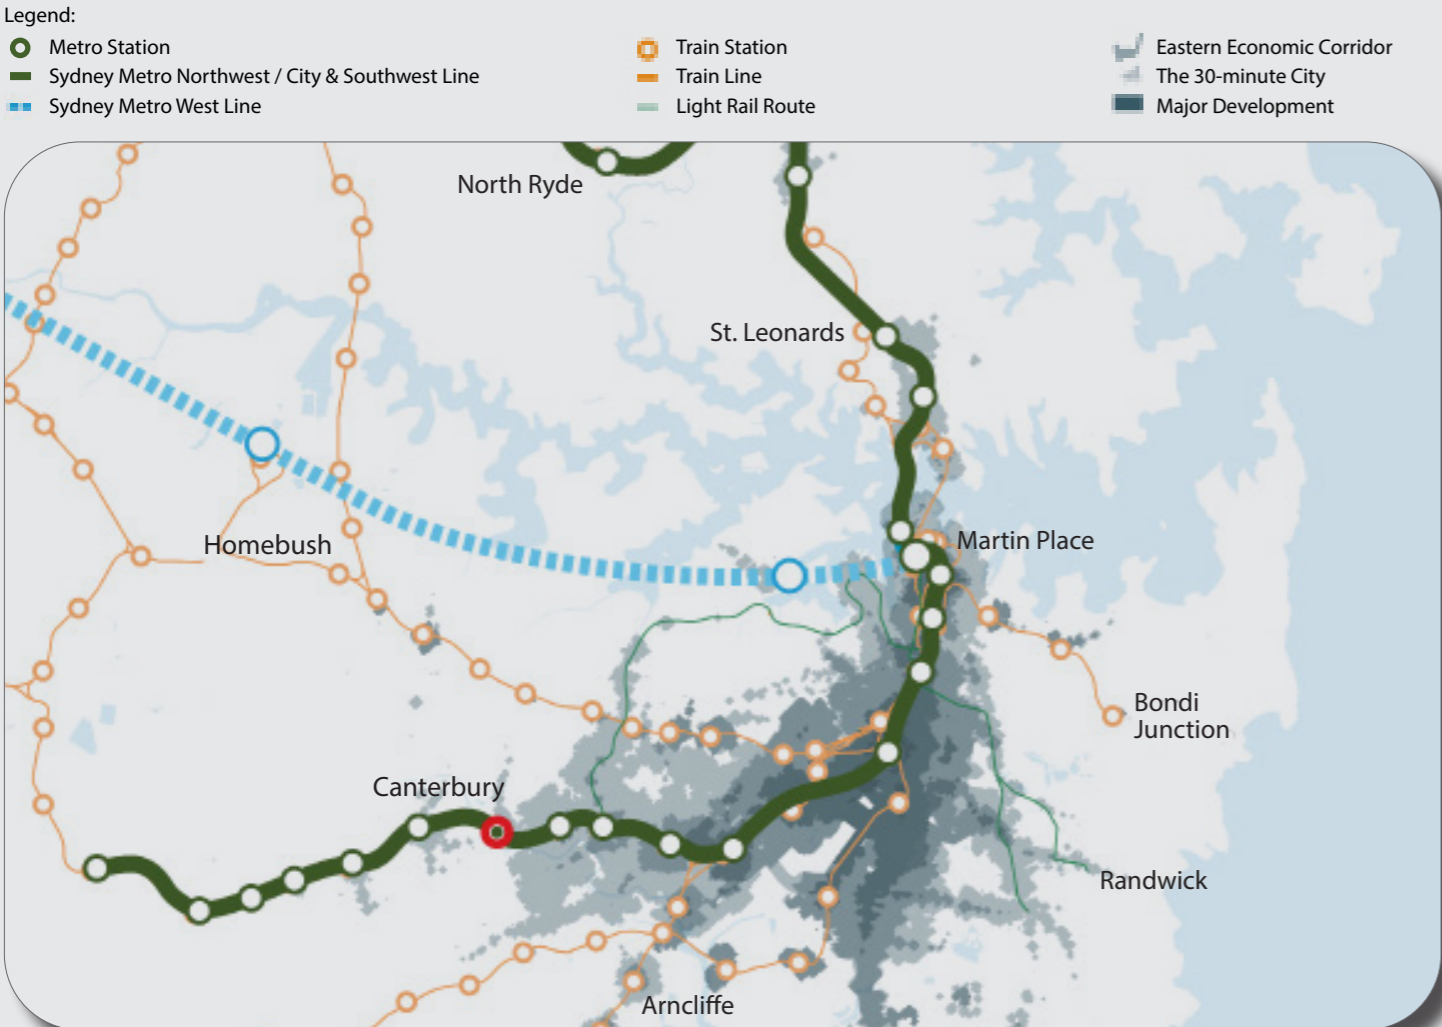 Legend:
Metro Station
Sydney Metro Northwest / City & Southwest Line
Sydney Metro West Line
Train Station
Train Line
Light Rail Route
Eastern Economic Corridor
The 30-minute City
Major Development
North Ryde
St. Leonards
Homebush
Martin Place
Bondi
Junction
Canterbury
Randwick
Arncliffe